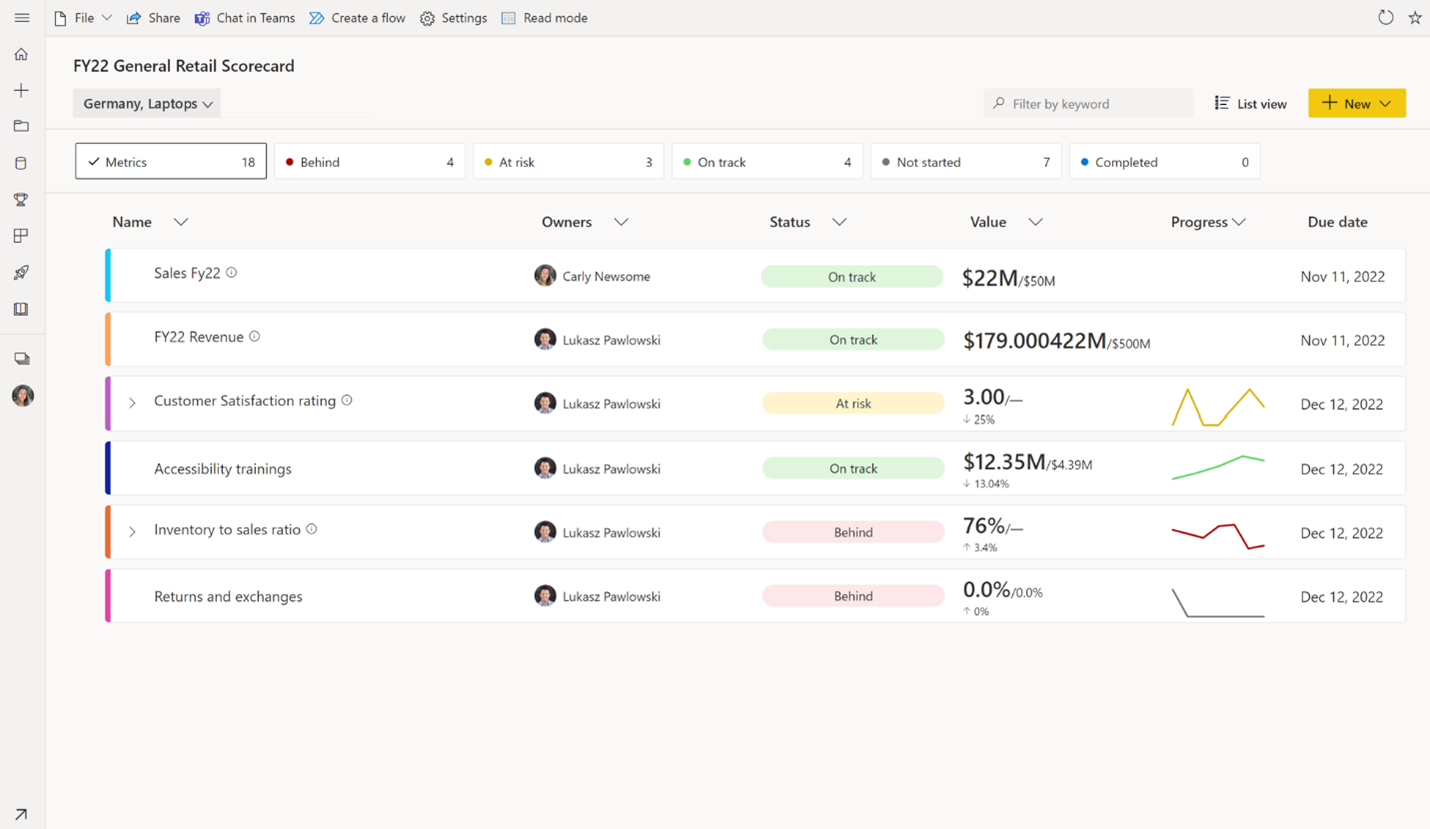 File Share Chat in Teams Create a flow Settings Read mode
FY22 General Retail Scorecard
Germany, Laptops Filter by keyword List view New
Metrics 18 Behind 4 At risk 3 On track 4 Not started 7 Completed 0
Name Owners Status Value Progress Due date
Sales Fy22 Carly Newsome On track $22M/$50M Nov 11, 2022
FY22 Revenue Lukasz Pawlowski On track $179.000422M/$500M Nov 11, 2022
Customer Satisfaction rating Lukasz Pawlowski At risk 3.00/— Dec 12, 2022
↓ 25%
Accessibility trainings Lukasz Pawlowski On track $12.35M/$4.39M Dec 12, 2022
↓ 13.04%
Inventory to sales ratio Lukasz Pawlowski Behind 76%/— Dec 12, 2022
↑ 3.4%
Returns and exchanges Lukasz Pawlowski Behind 0.0%/0.0% Dec 12, 2022
↑ 0%